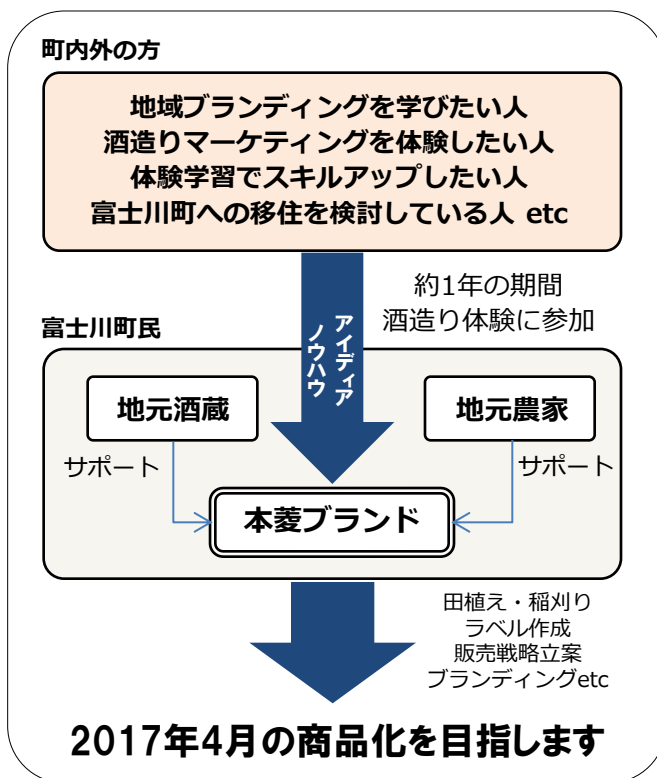 町内外の方
地域ブランディングを学びたい人
酒造りマーケティングを体験したい人
体験学習でスキルアップしたい人
富士川町への移住を検討している人 etc
アイディア
ノウハウ
約1年の期間
酒造り体験に参加
富士川町民
地元酒蔵
地元農家
サポート
サポート
本菱ブランド
田植え・稲刈り
ラベル作成
販売戦略立案
ブランディングetc
2017年4月の商品化を目指します